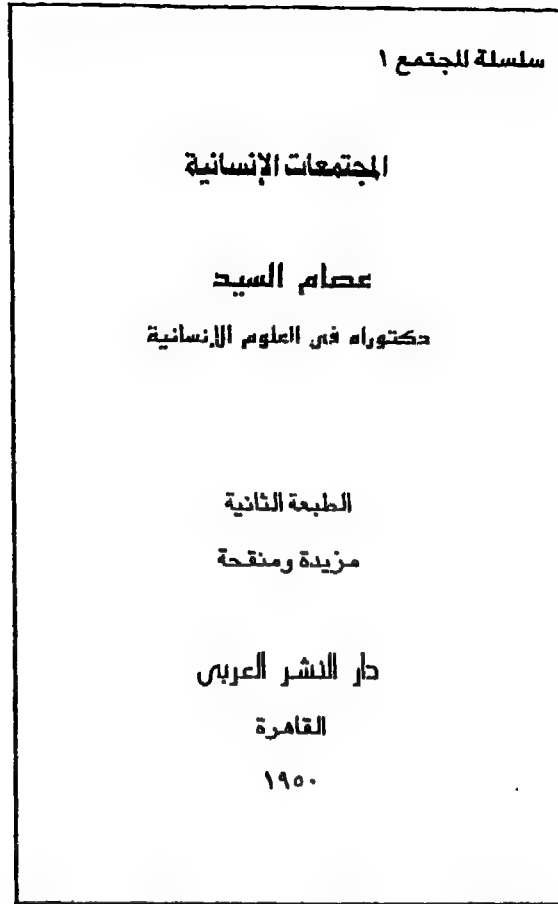 سلسلة المجتمع ١
المجتمعات الإنسانية
عصام السيد
دكتوراه فى العلوم الإنسانية
الطبعة الثانية
مزيدة ومنقحة
دار النشر العربى
القاهرة
١٩٥٠